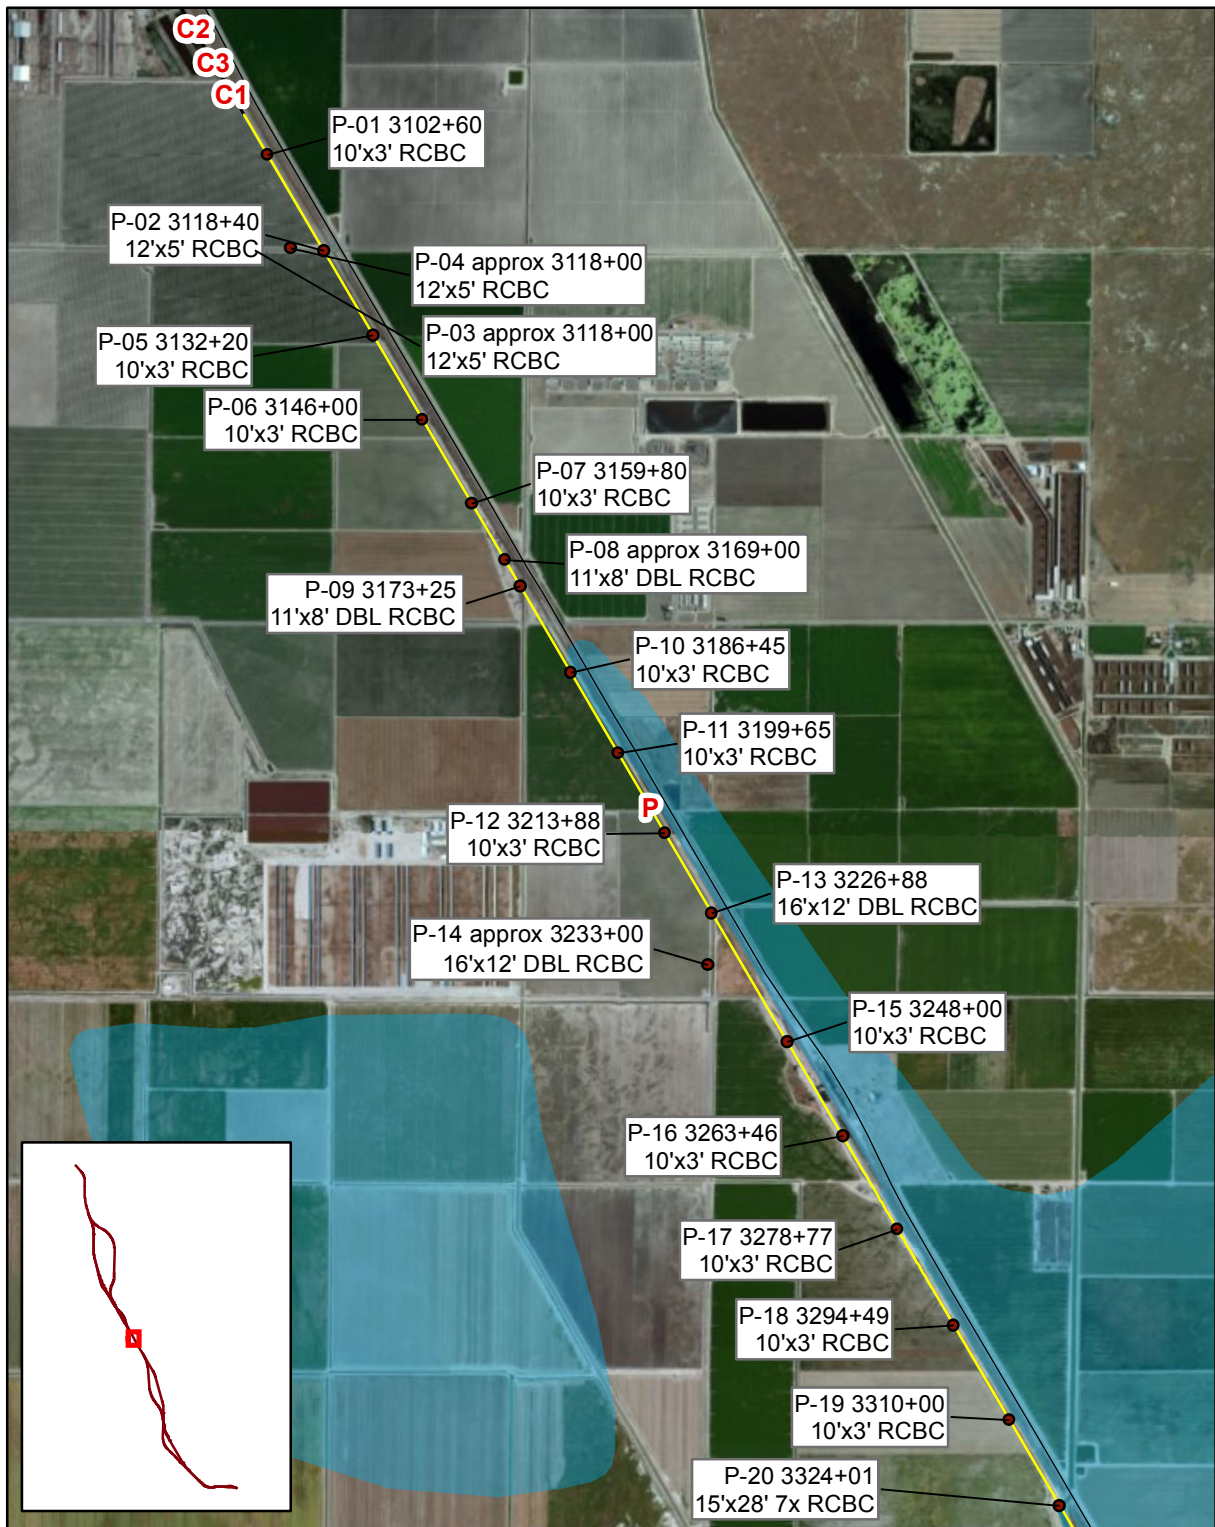 C2
C3
C1
P-01 3102+60
10'x3' RCBC
P-02 3118+40
12'x5' RCBC
P-04 approx 3118+00
12'x5' RCBC
P-03 approx 3118+00
12'x5' RCBC
P-05 3132+20
10'x3' RCBC
P-06 3146+00
10'x3' RCBC
P-07 3159+80
10'x3' RCBC
P-08 approx 3169+00
11'x8' DBL RCBC
P-09 3173+25
11'x8' DBL RCBC
P-10 3186+45
10'x3' RCBC
P-11 3199+65
10'x3' RCBC
P
P-12 3213+88
10'x3' RCBC
P-13 3226+88
16'x12' DBL RCBC
P-14 approx 3233+00
16'x12' DBL RCBC
P-15 3248+00
10'x3' RCBC
P-16 3263+46
10'x3' RCBC
P-17 3278+77
10'x3' RCBC
P-18 3294+49
10'x3' RCBC
P-19 3310+00
10'x3' RCBC
P-20 3324+01
15'x28' 7x RCBC